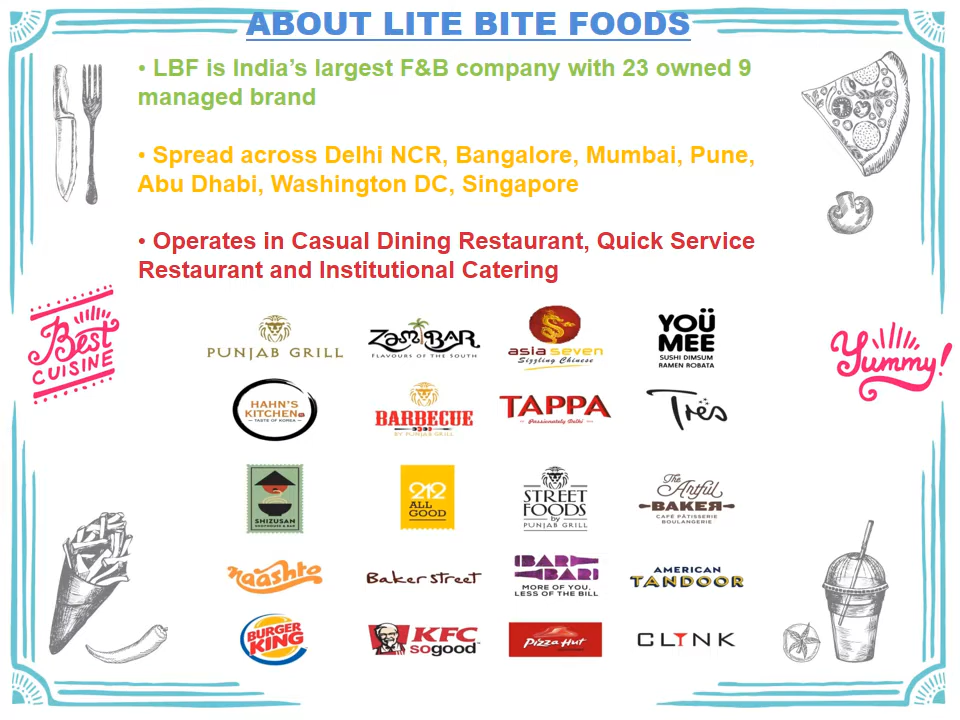 ABOUT LITE BITE FOODS
• LBF is India's largest F&B company with 23 owned 9
managed brand
• Spread across Delhi NCR, Bangalore, Mumbai, Pune,
Abu Dhabi, Washington DC, Singapore
• Operates in Casual Dining Restaurant, Quick Service
Restaurant and Institutional Catering
Best
CUISINE
Yummy!
PUNJAB GRILL
ZAMBAR
FLAVOURS OF THE SOUTH
asia seven
Sizzling Chinese
YOÜ
MEE
SUSHI DIMSUM
RAMEN ROBATA
HAHN'S
KITCHEN
TASTE OF KOREA
BARBECUE
BY PUNJAB GRILL
TAPPA
Passionately Delhi
Très
SHIZUSAN
212
ALL
GOOD
STREET
FOODS
by
PUNJAB GRILL
The
Artful
BAKER
CAFÉ PÂTISSERIE
BOULANGERIE
naashto
Baker Street
!BAR!
BAR!
MORE OF YOU,
LESS OF THE BILL
AMERICAN
TANDOOR
BURGER
KING
KFC
so good
Pizza Hut
CLINK